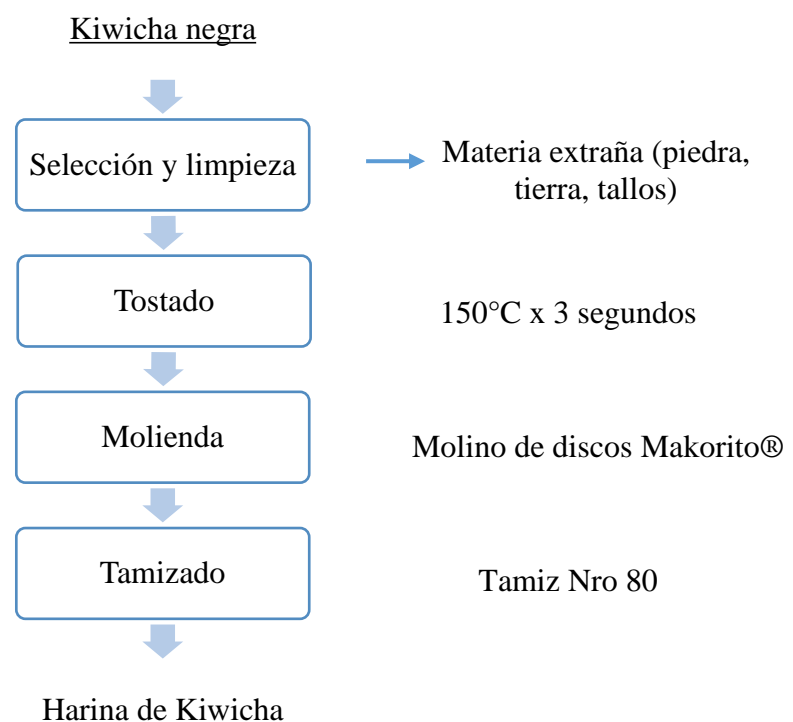 Kiwicha negra
Selección y limpieza
Materia extraña (piedra,
tierra, tallos)
Tostado
150°C x 3 segundos
Molienda
Molino de discos Makorito®
Tamizado
Tamiz Nro 80
Harina de Kiwicha